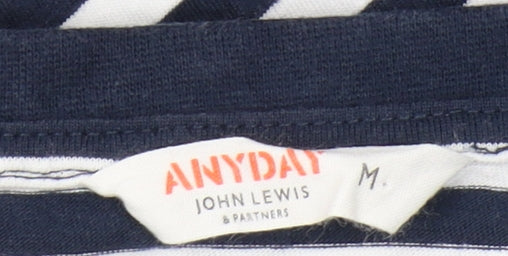 ANYDAY
JOHN LEWIS
& PARTNERS
M.